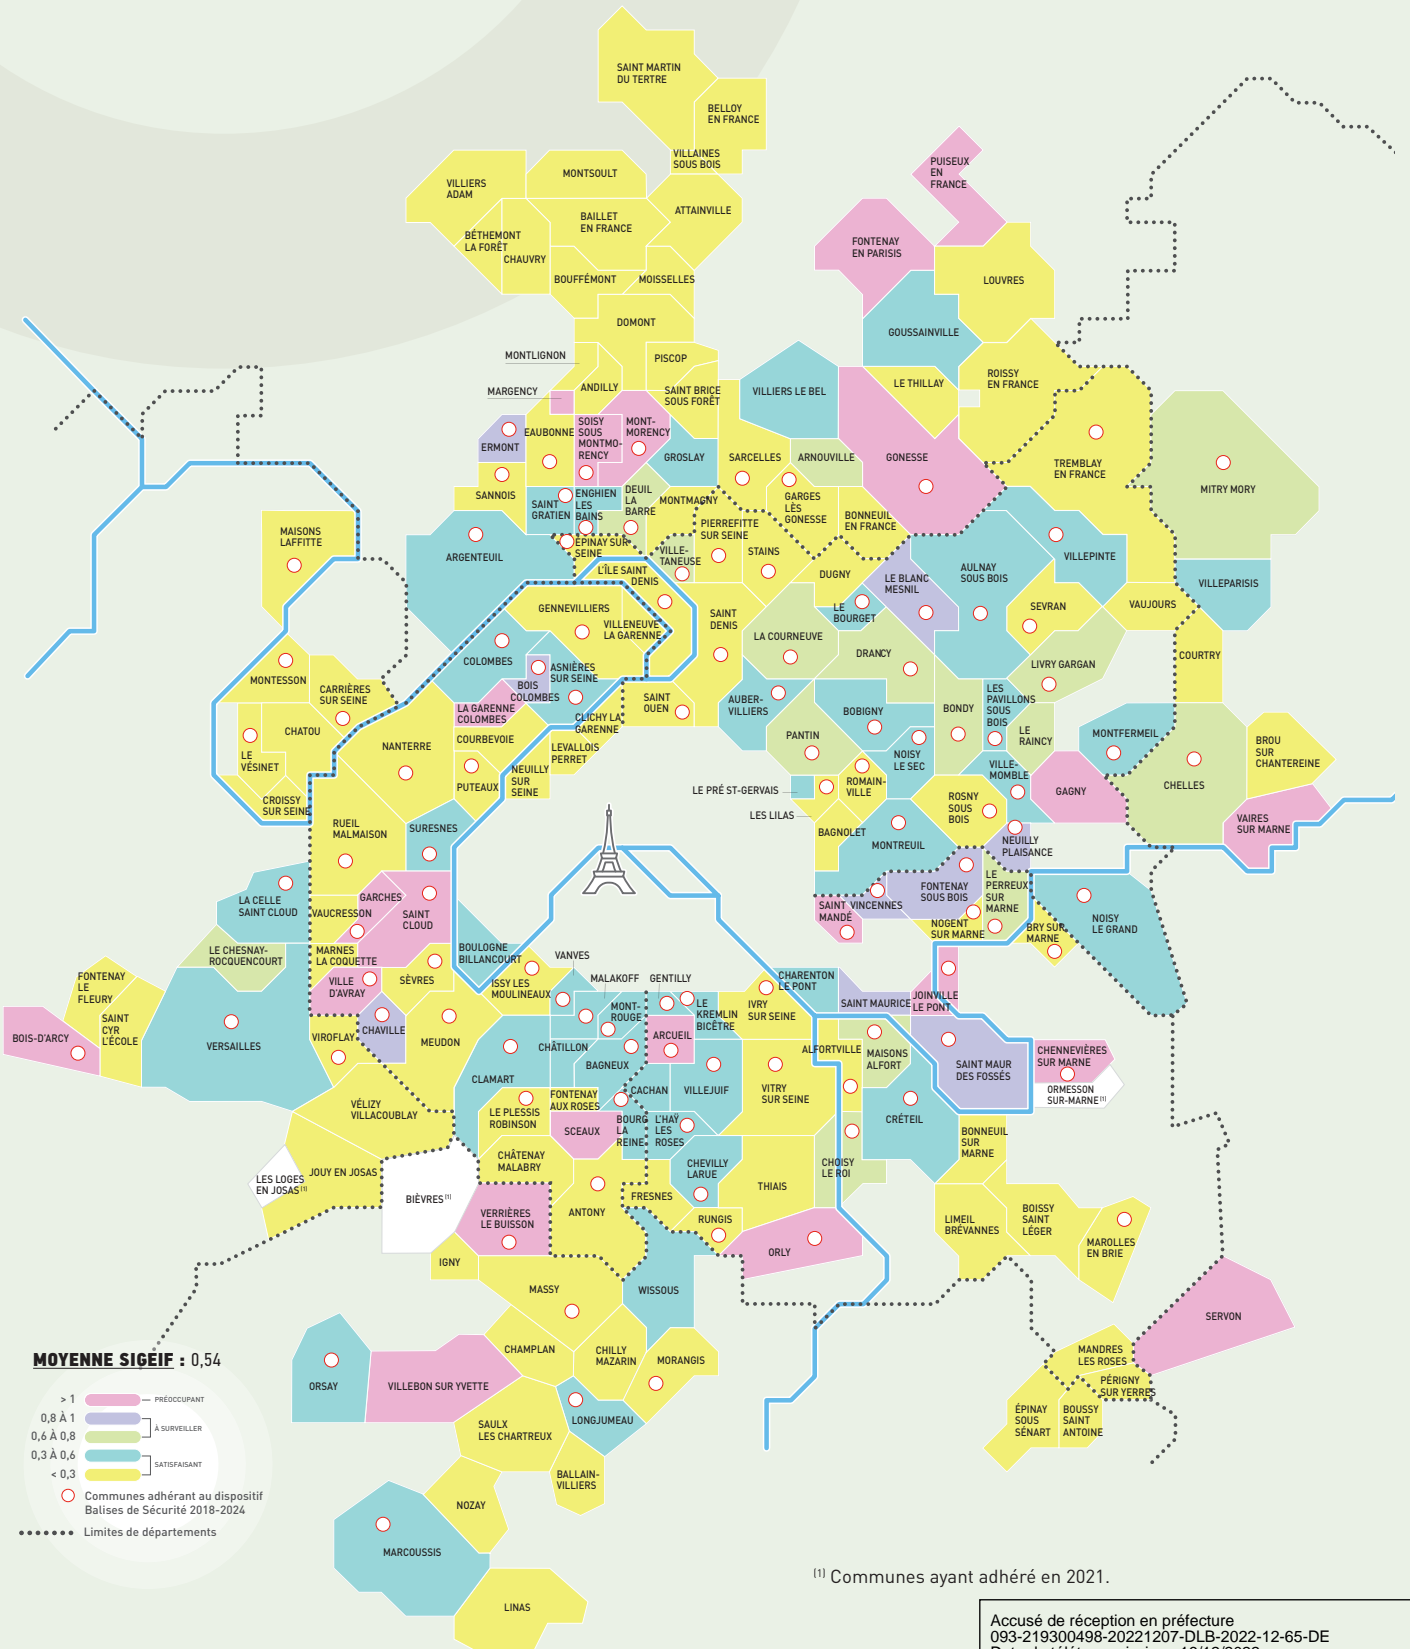 SAINT MARTIN
DU TERTRE
BELLOY
EN FRANCE
VILLAINES
SOUS BOIS
VILLIERS
ADAM
MONTSOULT
BAILLET
EN FRANCE
ATTAINVILLE
BÉTHEMONT
LA FORÊT
CHAUVRY
BOUFFÉMONT
MOISSELLES
PUISEUX
EN
FRANCE
FONTENAY
EN PARISIS
LOUVRES
GOUSSAINVILLE
DOMONT
MONTLIGNON
PISCOP
MARGENCY
ANDILLY
SAINT BRICE
SOUS FORÊT
VILLIERS LE BEL
LE THILLAY
ROISSY
EN FRANCE
ERMONT
EAUBONNE
SOISY
SOUS
MONTMO-
RENCY
MONT-
MORENCY
GROSLAY
SARCELLES
ARNOUVILLE
GONESSE
TREMBLAY
EN FRANCE
MITRY MORY
SANNOIS
SAINT
GRATIEN
ENGHIEN
LES
BAINS
DEUIL
LA
BARRE
MONTMAGNY
GARGES
LÈS
GONESSE
BONNEUIL
EN FRANCE
MAISONS
LAFFITTE
ARGENTEUIL
ÉPINAY SUR
SEINE
VILLE-
TANEUSE
PIERREFITTE
SUR SEINE
STAINS
DUGNY
LE BLANC
MESNIL
AULNAY
SOUS BOIS
VILLEPINTE
VILLEPARISIS
L'ÎLE SAINT
DENIS
GENNEVILLIERS
VILLENEUVE
LA GARENNE
SAINT
DENIS
LE
BOURGET
SEVRAN
VAUJOURS
COURTRY
LA COURNEUVE
DRANCY
LIVRY GARGAN
MONTESSON
CARRIÈRES
SUR SEINE
COLOMBES
BOIS
COLOMBES
ASNIÈRES
SUR SEINE
LA GARENNE
COLOMBES
CLICHY LA
GARENNE
SAINT
OUEN
AUBER-
VILLIERS
BOBIGNY
BONDY
LES
PAVILLONS
SOUS
BOIS
LE
RAINCY
MONTFERMEIL
BROU
SUR
CHANTEREINE
CHATOU
LE
VÉSINET
CROISSY
SUR SEINE
NANTERRE
COURBEVOIE
PUTEAUX
NEUILLY
SUR
SEINE
LEVALLOIS
PERRET
PANTIN
NOISY
LE SEC
ROMAIN-
VILLE
VILLE-
MOMBLE
GAGNY
CHELLES
VAIRES
SUR MARNE
LE PRÉ ST-GERVAIS
LES LILAS
BAGNOLET
ROSNY
SOUS
BOIS
NEUILLY
PLAISANCE
MONTREUIL
RUEIL
MALMAISON
SURESNES
LA CELLE
SAINT CLOUD
VAUCRESSON
GARCHES
SAINT
CLOUD
SAINT
MANDÉ
VINCENNES
FONTENAY
SOUS BOIS
LE
PERREUX
SUR
MARNE
NOGENT
SUR MARNE
BRY SUR
MARNE
NOISY
LE GRAND
LE CHESNAY-
ROCQUENCOURT
MARNES
LA COQUETTE
VILLE
D'AVRAY
SÈVRES
BOULOGNE
BILLANCOURT
ISSY LES
MOULINEAUX
VANVES
MALAKOFF
GENTILLY
MONT-
ROUGE
LE
KREMLIN
BICÊTRE
IVRY
SUR SEINE
CHARENTON
LE PONT
SAINT MAURICE
JOINVILLE
LE PONT
FONTENAY
LE
FLEURY
SAINT
CYR
L'ÉCOLE
BOIS-D'ARCY
VERSAILLES
VIROFLAY
CHAVILLE
MEUDON
CLAMART
CHÂTILLON
BAGNEUX
ARCUEIL
CACHAN
VILLEJUIF
VITRY
SUR SEINE
ALFORTVILLE
MAISONS
ALFORT
CRÉTEIL
SAINT MAUR
DES FOSSÉS
CHENNEVIÈRES
SUR MARNE
ORMESSON
SUR-MARNE (1)
VÉLIZY
VILLACOUBLAY
LE PLESSIS
ROBINSON
FONTENAY
AUX ROSES
SCEAUX
BOURG
LA
REINE
L'HAŸ
LES
ROSES
CHEVILLY
LARUE
CHOISY
LE ROI
BONNEUIL
SUR
MARNE
LES LOGES
EN JOSAS (1)
JOUY EN JOSAS
BIÈVRES (1)
CHÂTENAY
MALABRY
ANTONY
FRESNES
RUNGIS
THIAIS
ORLY
VERRIÈRES
LE BUISSON
LIMEIL
BRÉVANNES
BOISSY
SAINT
LÉGER
MAROLLES
EN BRIE
IGNY
MASSY
WISSOUS
SERVON
CHAMPLAN
CHILLY
MAZARIN
MORANGIS
MANDRES
LES ROSES
PÉRIGNY
SUR YERRES
ÉPINAY
SOUS
SÉNART
BOUSSY
SAINT
ANTOINE
ORSAY
VILLEBON SUR YVETTE
SAULX
LES CHARTREUX
LONGJUMEAU
BALLAIN-
VILLIERS
NOZAY
MARCOUSSIS
LINAS
MOYENNE SIGEIF : 0,54
> 1 PRÉOCCUPANT
0,8 À 1
À SURVEILLER
0,6 À 0,8
0,3 À 0,6
SATISFAISANT
< 0,3
Communes adhérant au dispositif
Balises de Sécurité 2018-2024
Limites de départements
(1) Communes ayant adhéré en 2021.
Accusé de réception en préfecture
093-219300498-20221207-DLB-2022-12-65-DE